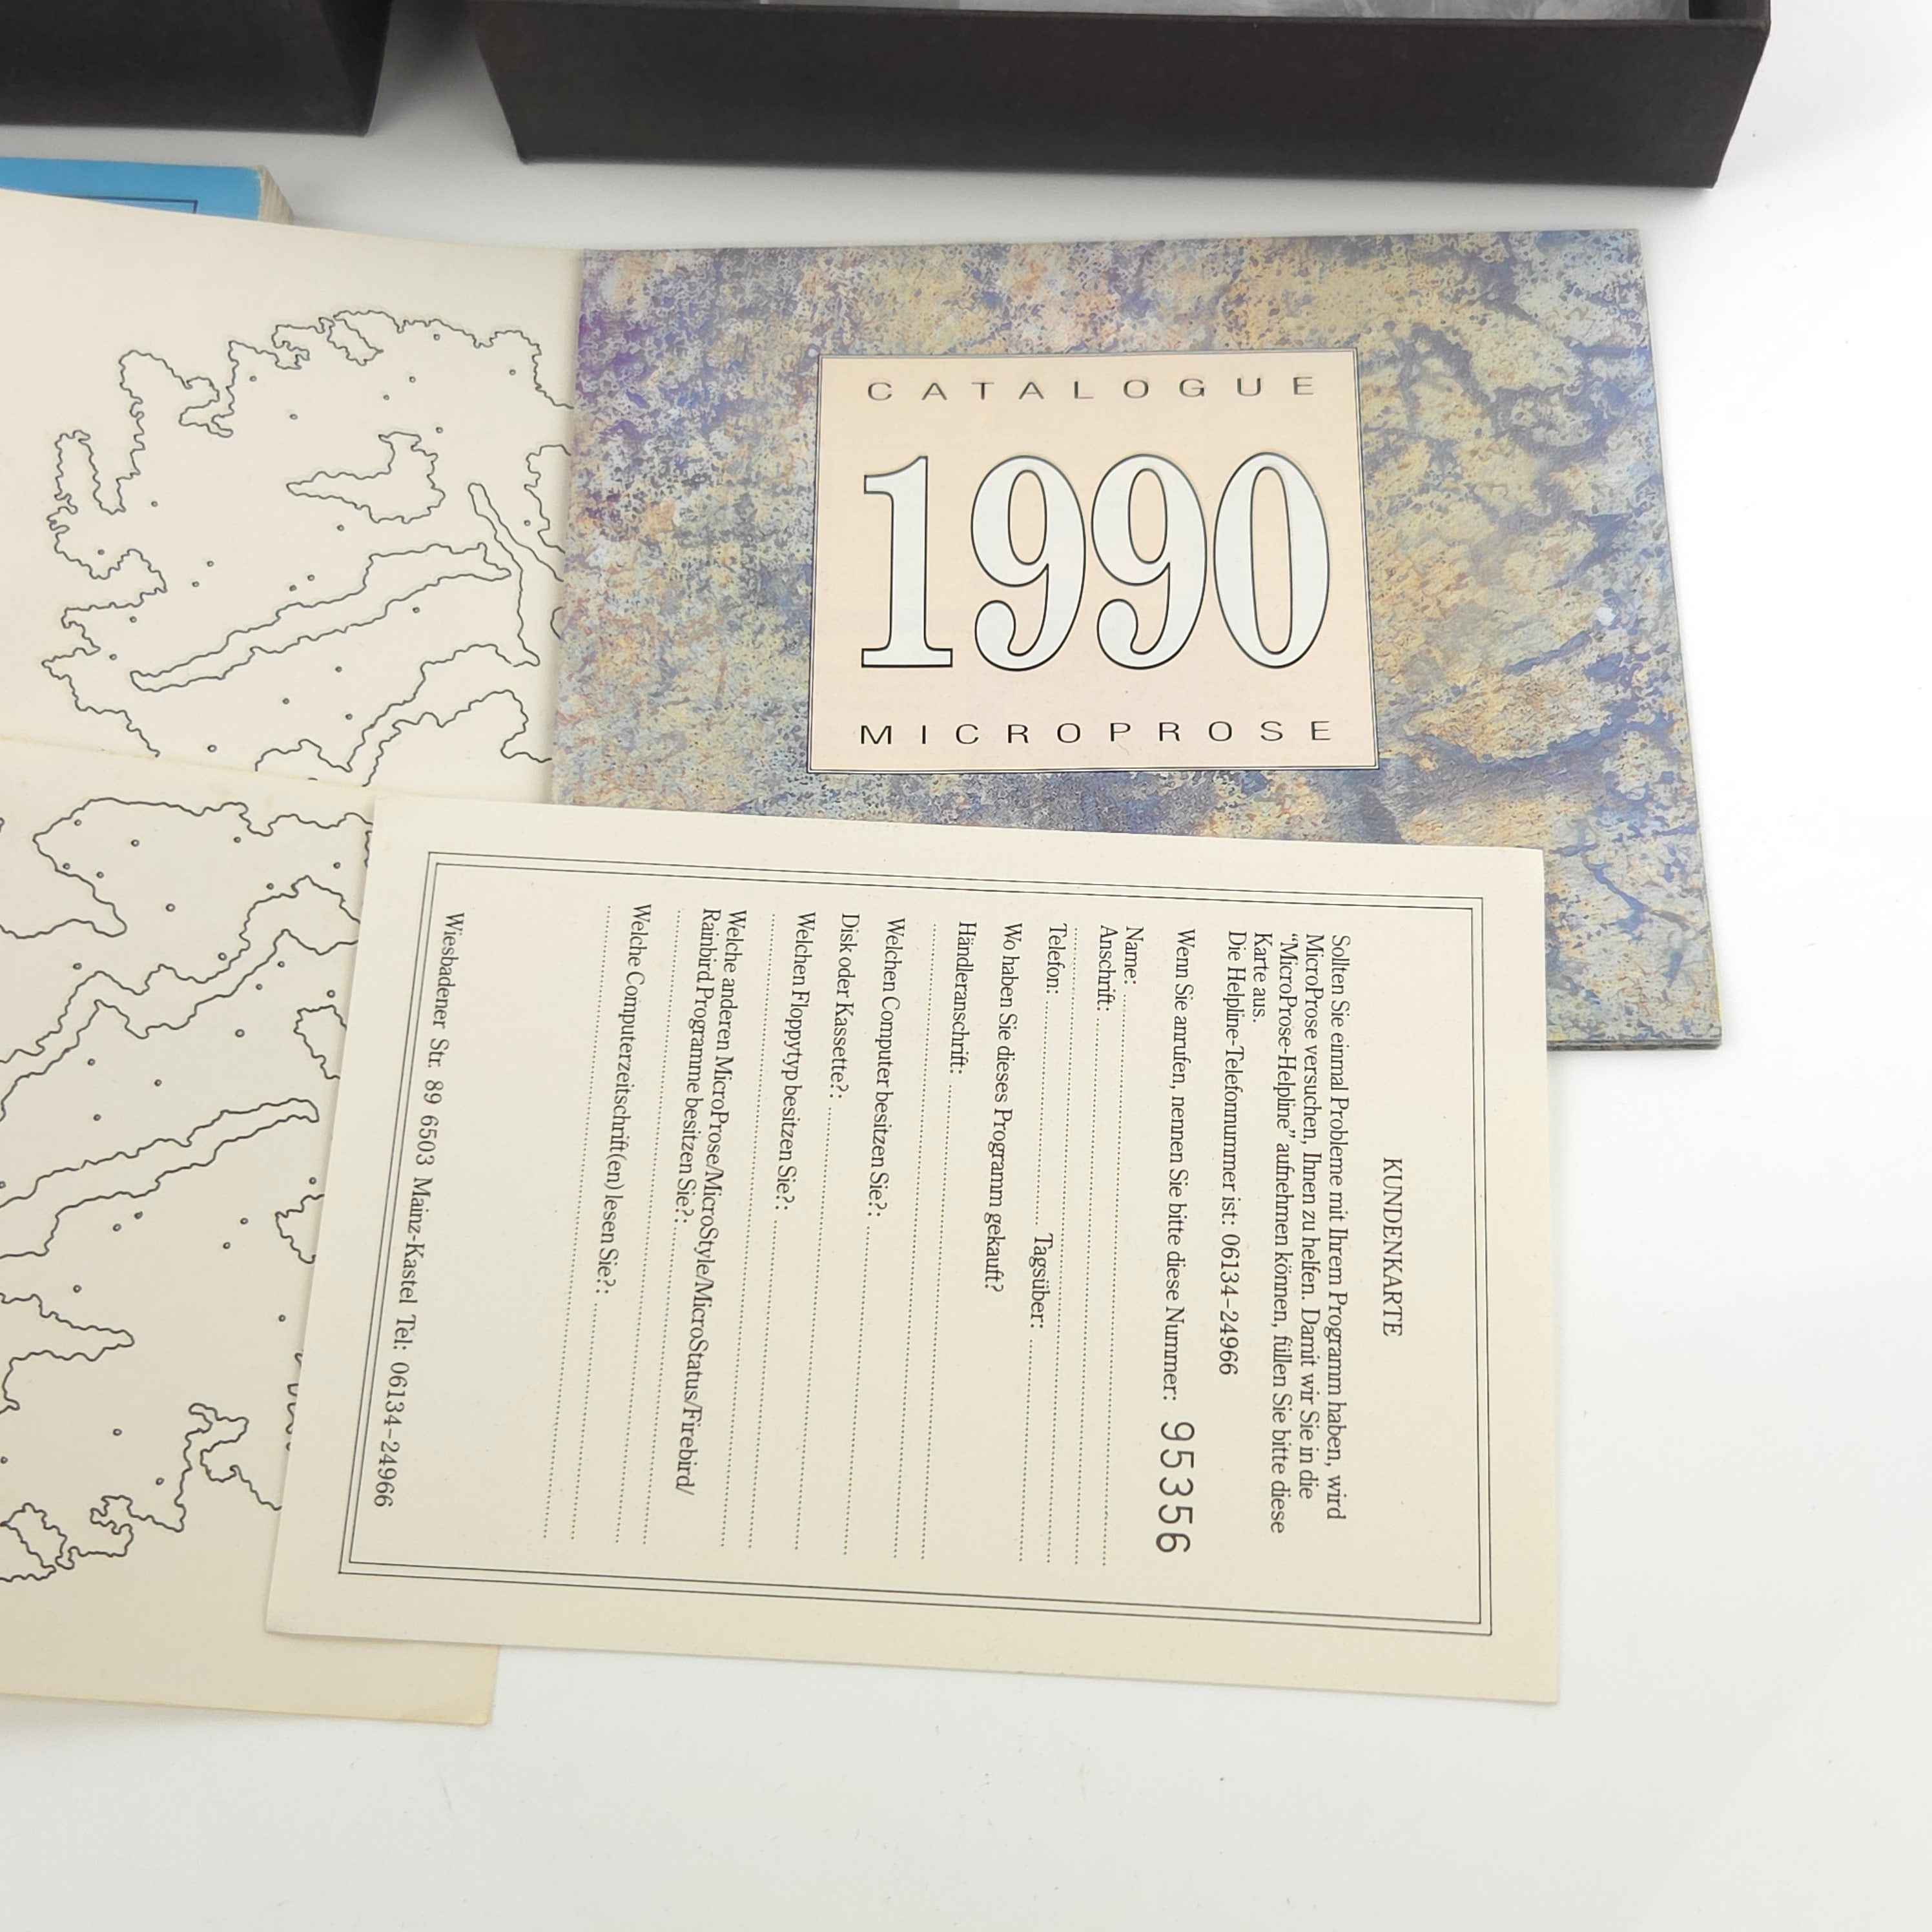 CATALOGUE
1990
MICROPROSE
KUNDENKARTE
Sollten Sie einmal Probleme mit Ihrem Programm haben, wird
MicroProse versuchen, Ihnen zu helfen. Damit wir Sie in die
“MicroProse-Helpline” aufnehmen können, füllen Sie bitte diese
Karte aus.
Die Helpline-Telefonnummer ist: 06134–24966
Wenn Sie anrufen, nennen Sie bitte diese Nummer: 95356
Name:
Anschrift:
Telefon: Tagsüber:
Wo haben Sie dieses Programm gekauft?
Händleranschrift:
Welchen Computer besitzen Sie?:
Disk oder Kassette?:
Welchen Floppytyp besitzen Sie?:
Welche anderen MicroProse/MicroStyle/MicroStatus/Firebird/
Rainbird Programme besitzen Sie?:
Welche Computerzeitschrift(en) lesen Sie?:
Wiesbadener Str. 89 6503 Mainz-Kastel Tel: 06134–24966